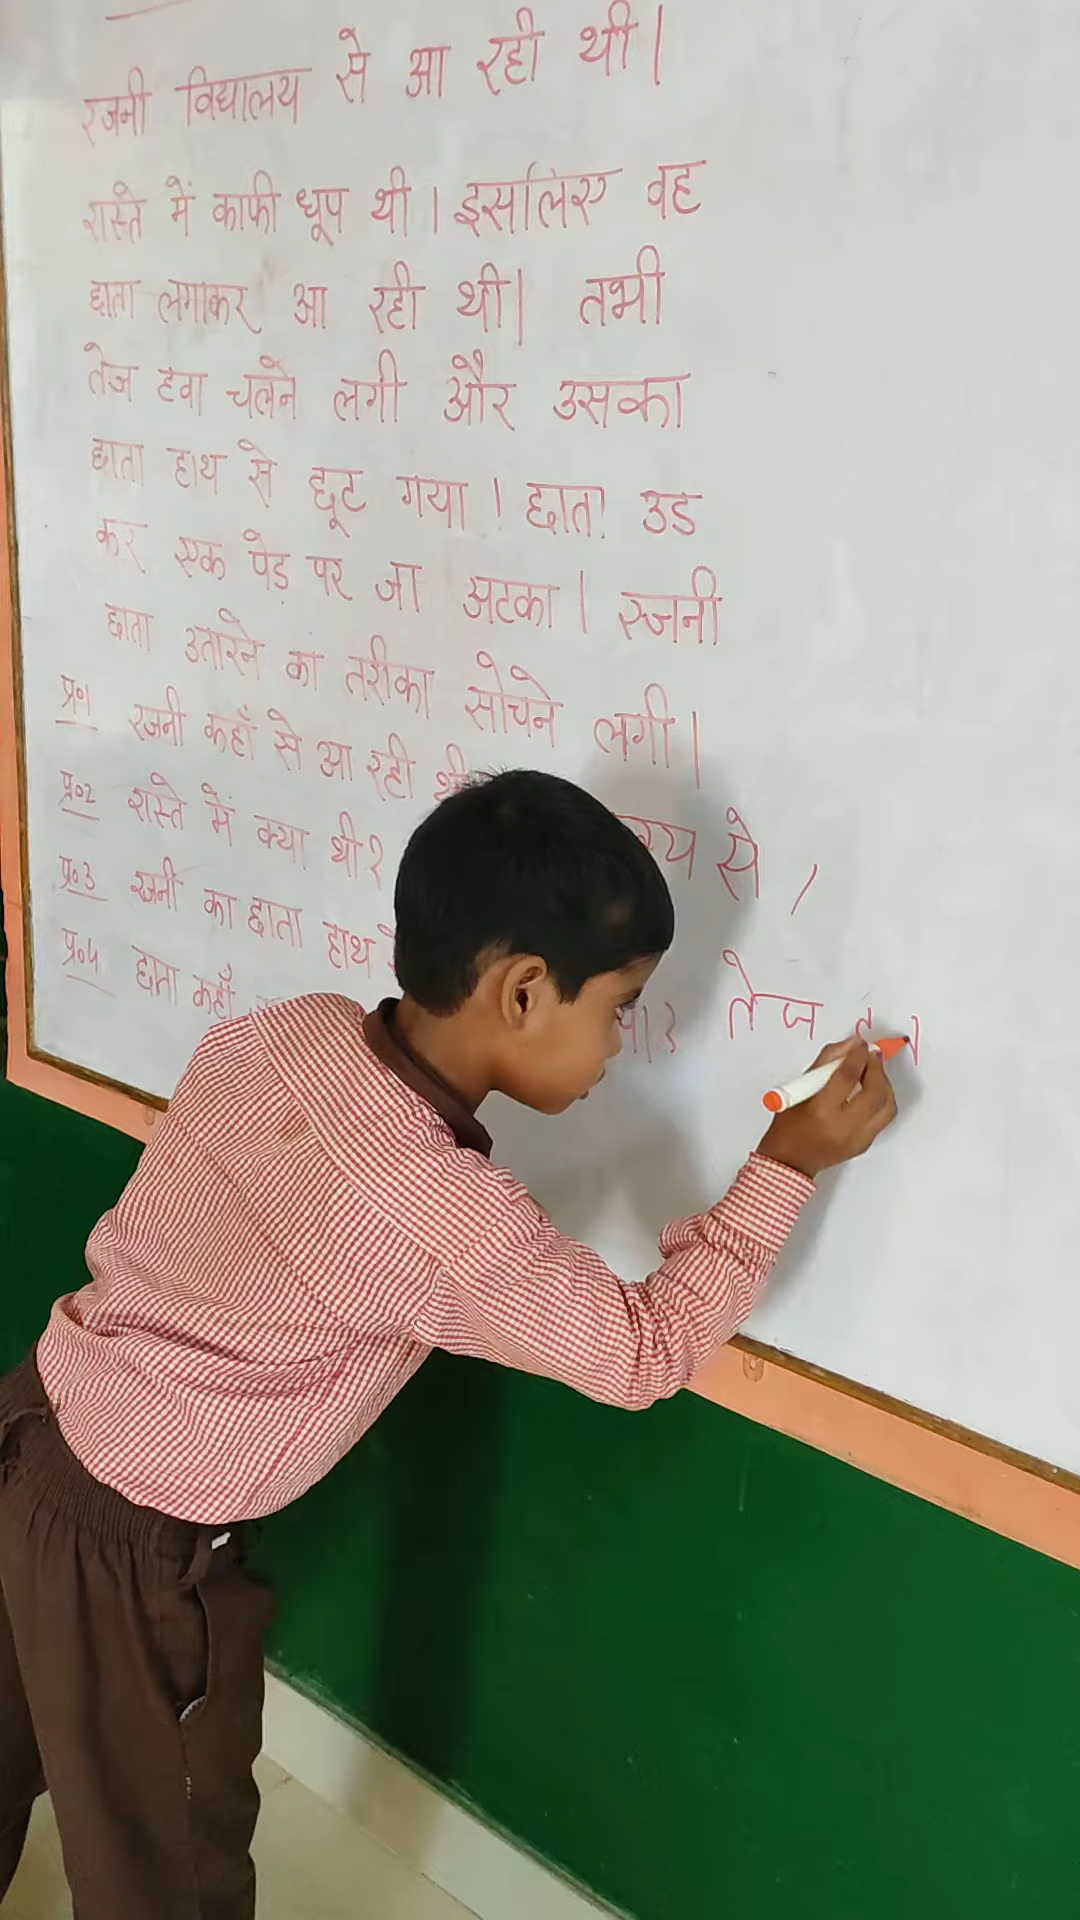 रजनी विद्यालय से आ रही थी।
रास्ते में काफी धूप थी। इसलिए वह
छाता लगाकर आ रही थी। तभी
तेज हवा चलने लगी और उसका
छाता हाथ से छूट गया। छाता उड
कर एक पेड़ पर जा अटका। रजनी
छाता उतारने का तरीका सोचने लगी।
प्र०1 रजनी कहाँ से आ रही
प्र०2 रास्ते में क्या थी? से /
प्र०3 रजनी का छाता हाथ
प्र०4 छाता कहाँ तेज